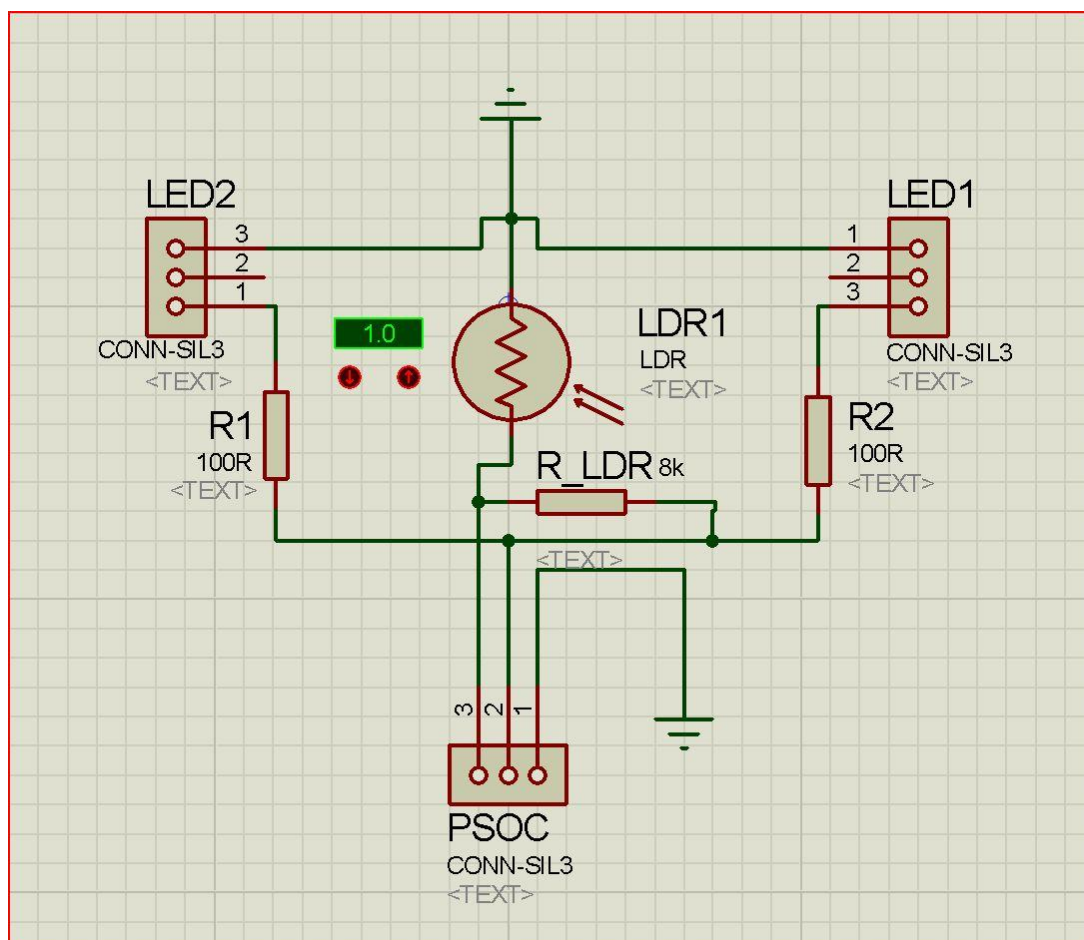 LED2
3
2
1
CONN-SIL3
<TEXT>
LED1
1
2
3
CONN-SIL3
<TEXT>
1.0
LDR1
LDR
<TEXT>
R1
100R
<TEXT>
R_LDR 8k
<TEXT>
R2
100R
<TEXT>
3
2
1
PSOC
CONN-SIL3
<TEXT>